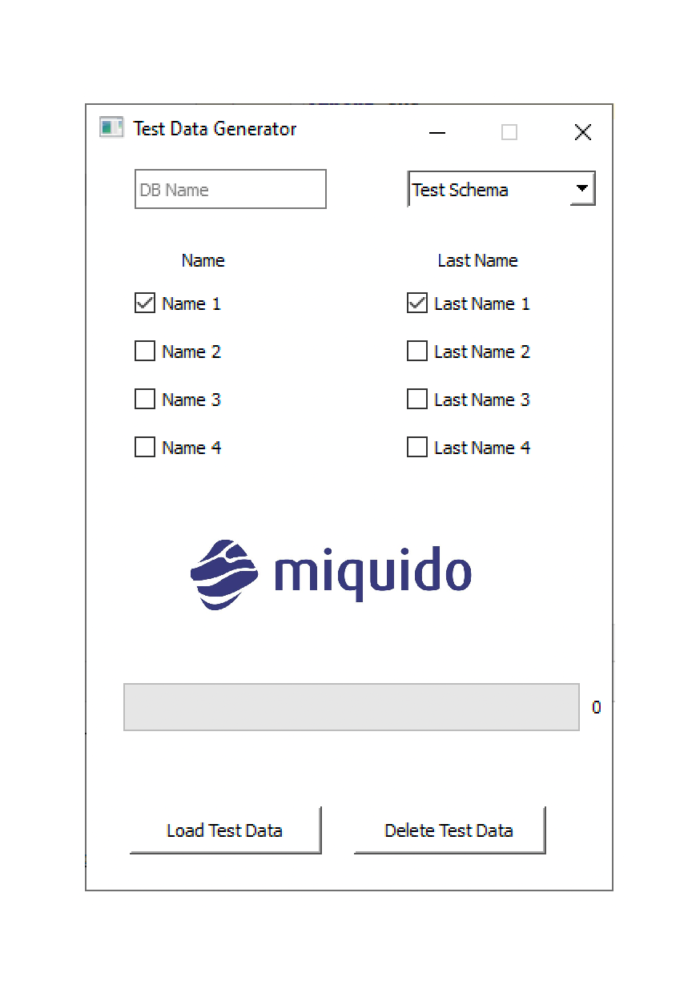 Test Data Generator
DB Name
Test Schema
Name
Last Name
Name 1
Last Name 1
Name 2
Last Name 2
Name 3
Last Name 3
Name 4
Last Name 4
miquido
0
Load Test Data
Delete Test Data